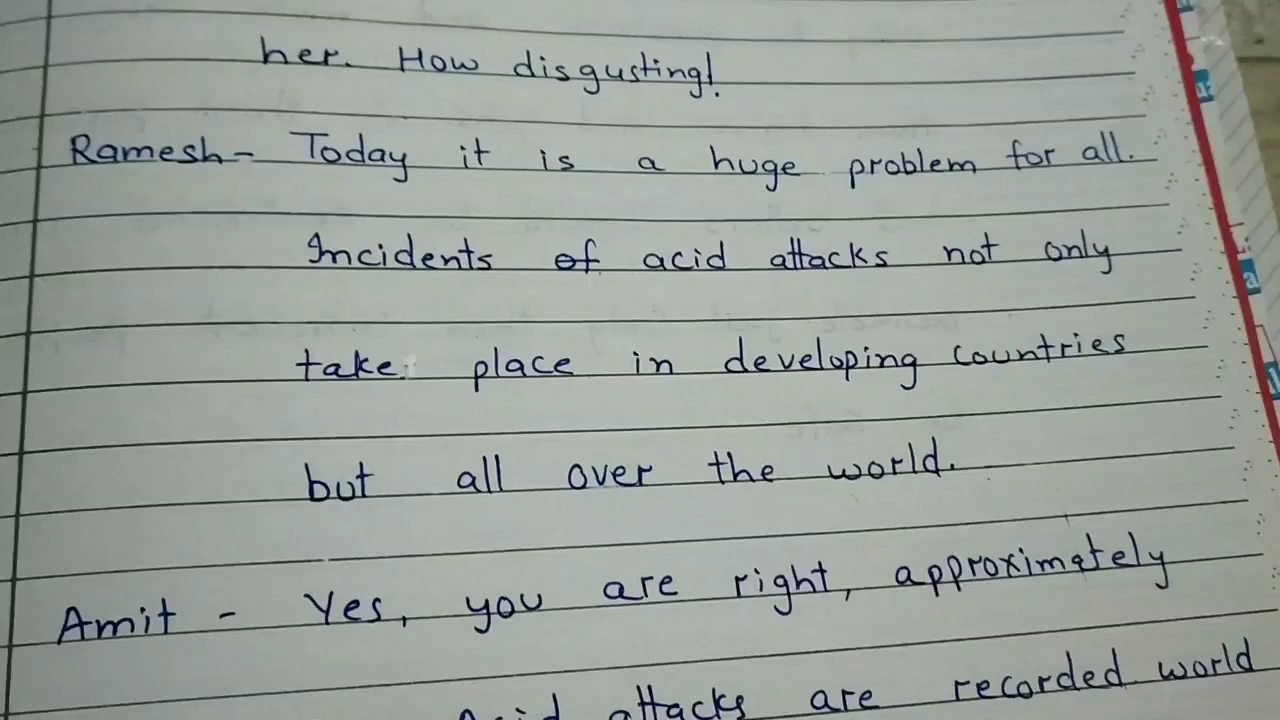 her. How disgusting!
Ramesh- Today it is a huge problem for all.
Incidents of acid attacks not only
take place in developing countries
but all over the world.
Amit - Yes, you are right, approximately
acid attacks are recorded world